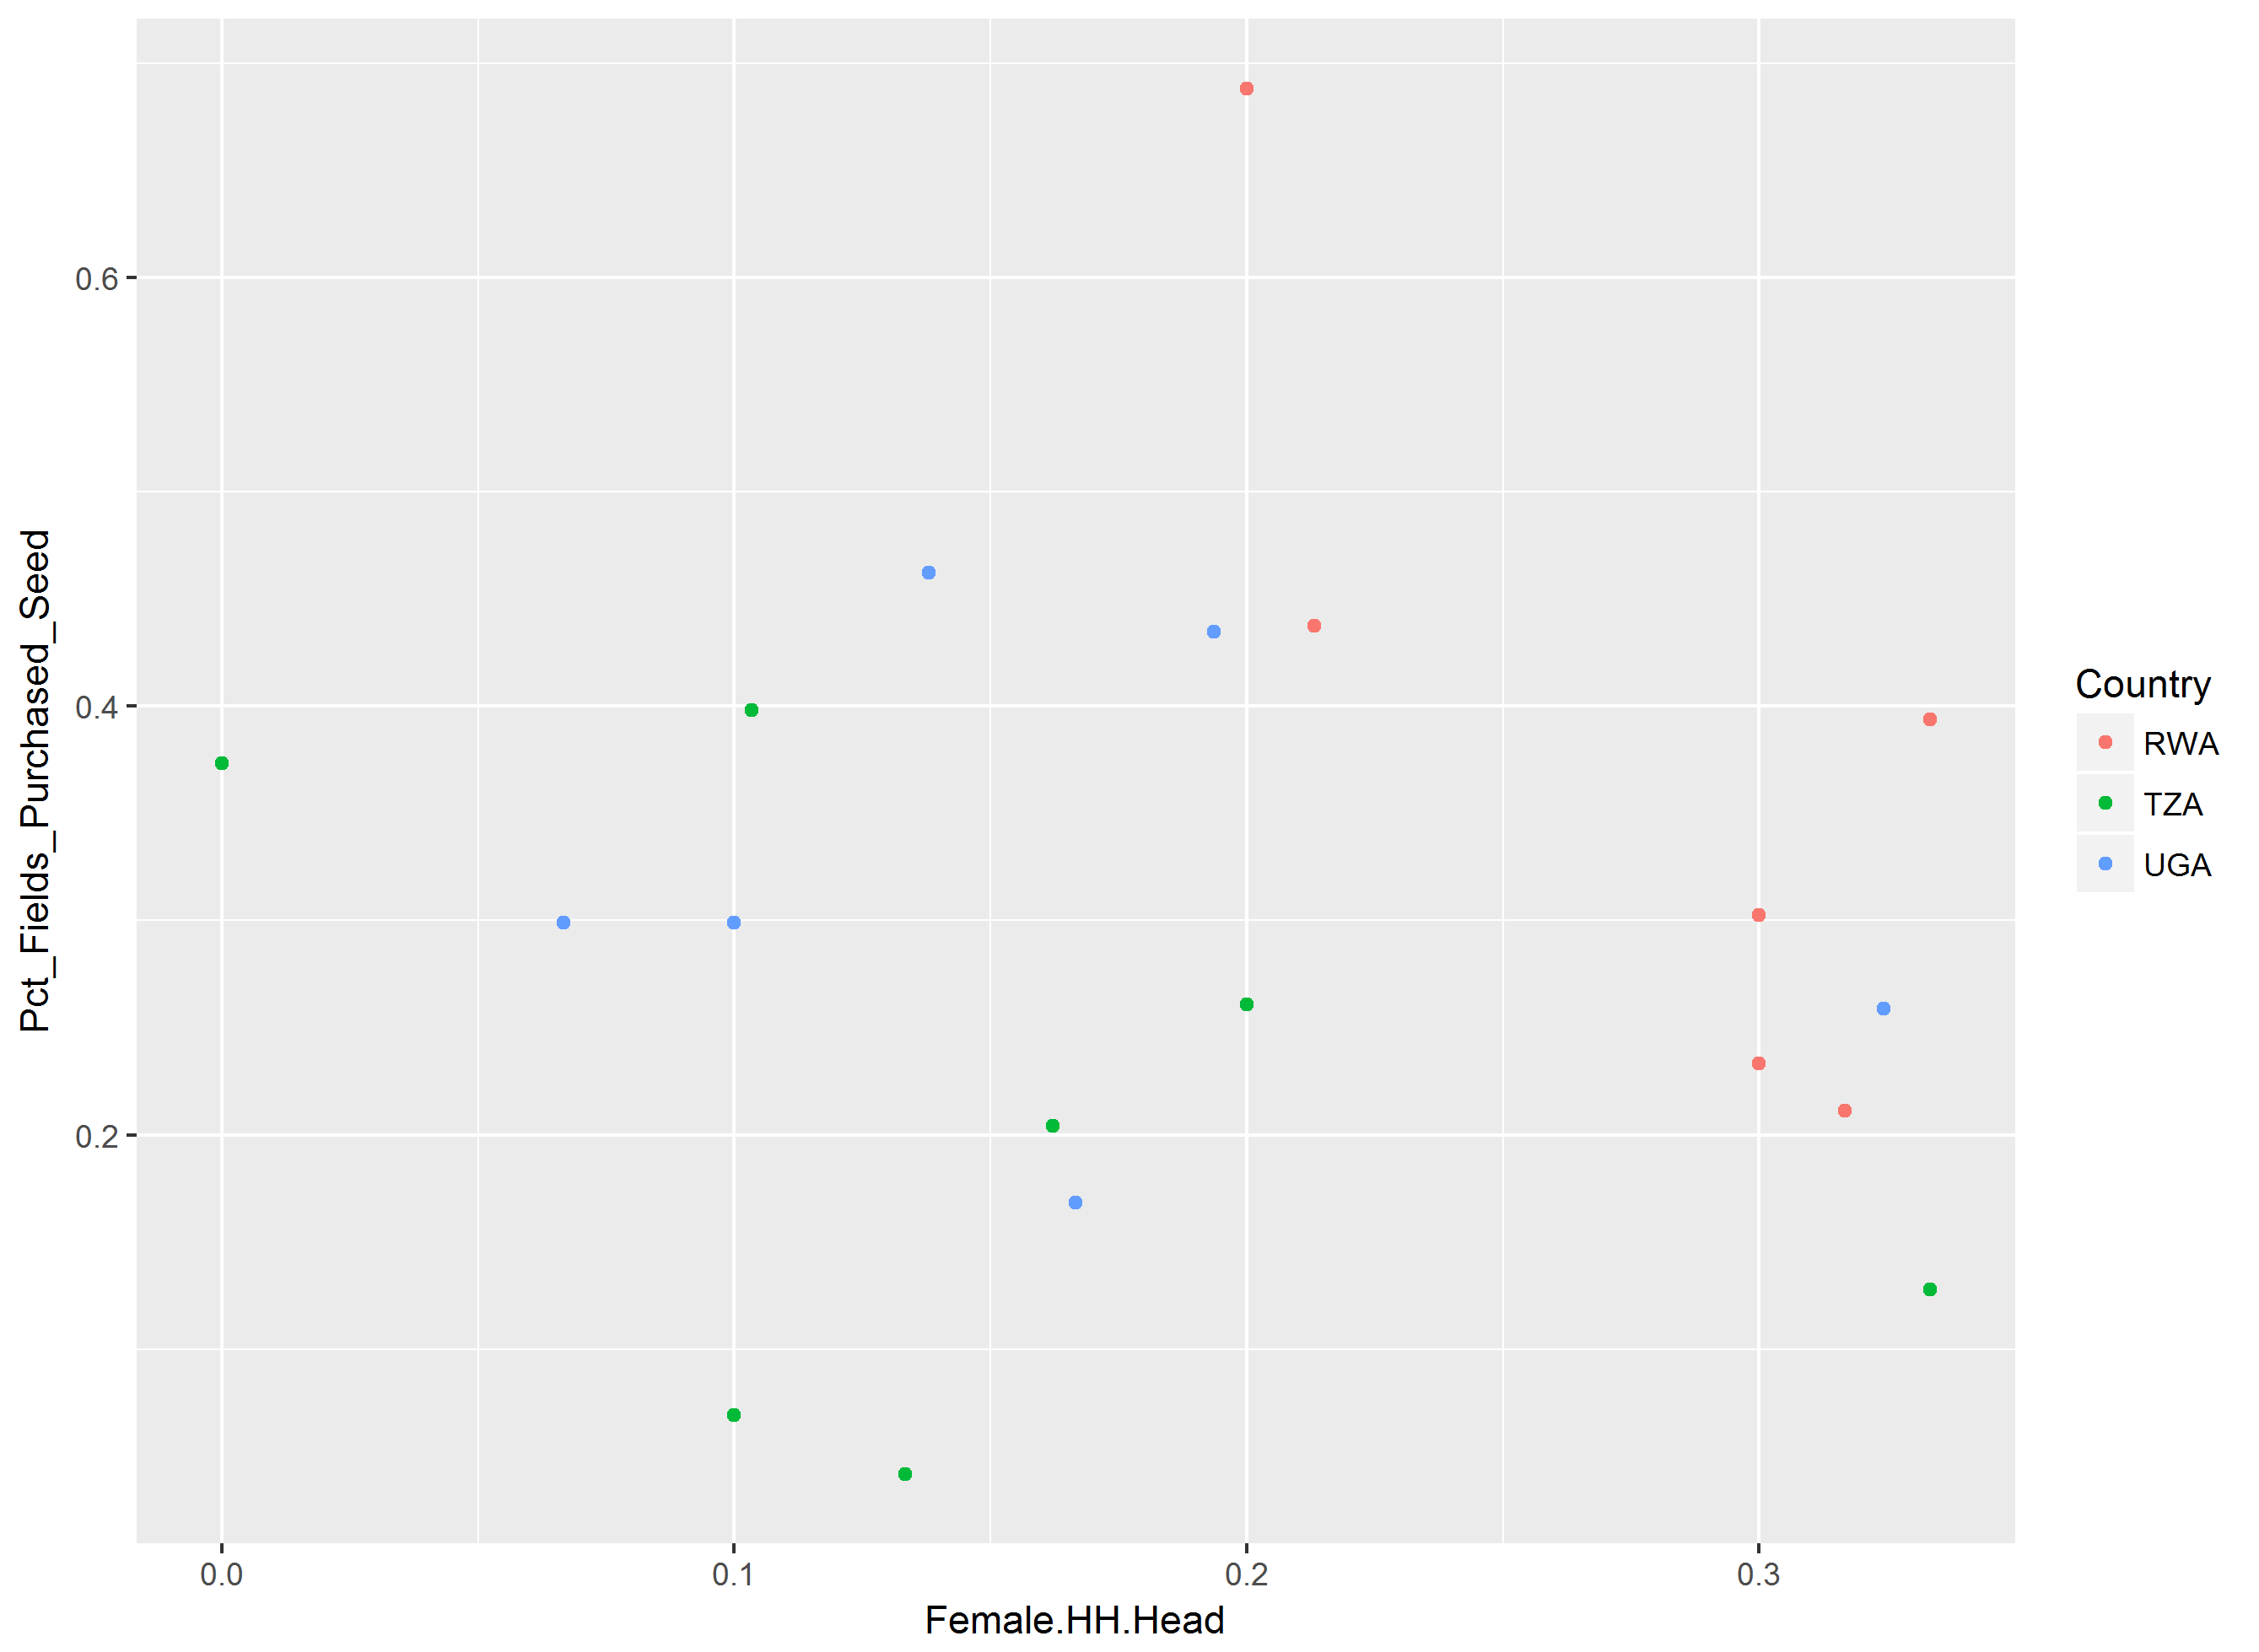 Pct_Fields_Purchased_Seed
0.6
0.4
0.2
0.0
0.1
0.2
0.3
Female.HH.Head
Country
RWA
TZA
UGA